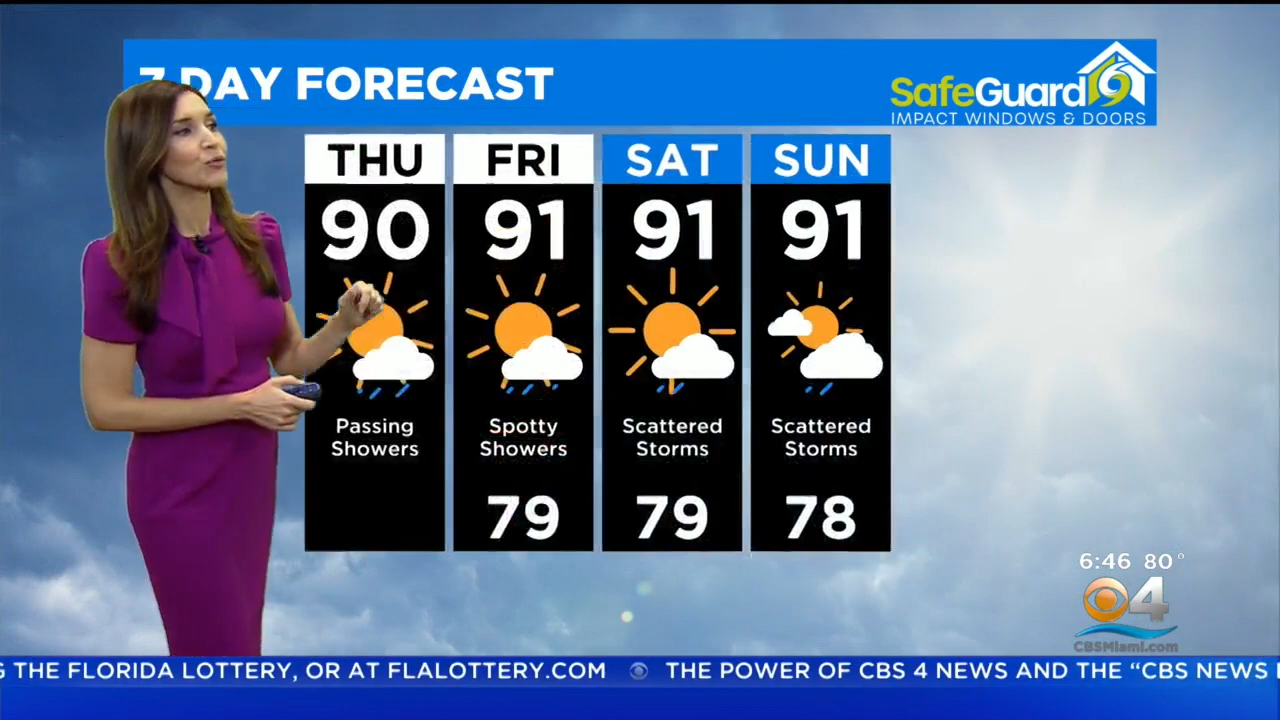 7 DAY FORECAST
SafeGuard
IMPACT WINDOWS & DOORS
THU
FRI
SAT
SUN
90
91
91
91
Passing
Showers
Spotty
Showers
Scattered
Storms
Scattered
Storms
79
79
78
6:46 80°
4
CBSMiami.com
G THE FLORIDA LOTTERY, OR AT FLALOTTERY.COM
THE POWER OF CBS 4 NEWS AND THE “CBS NEWS